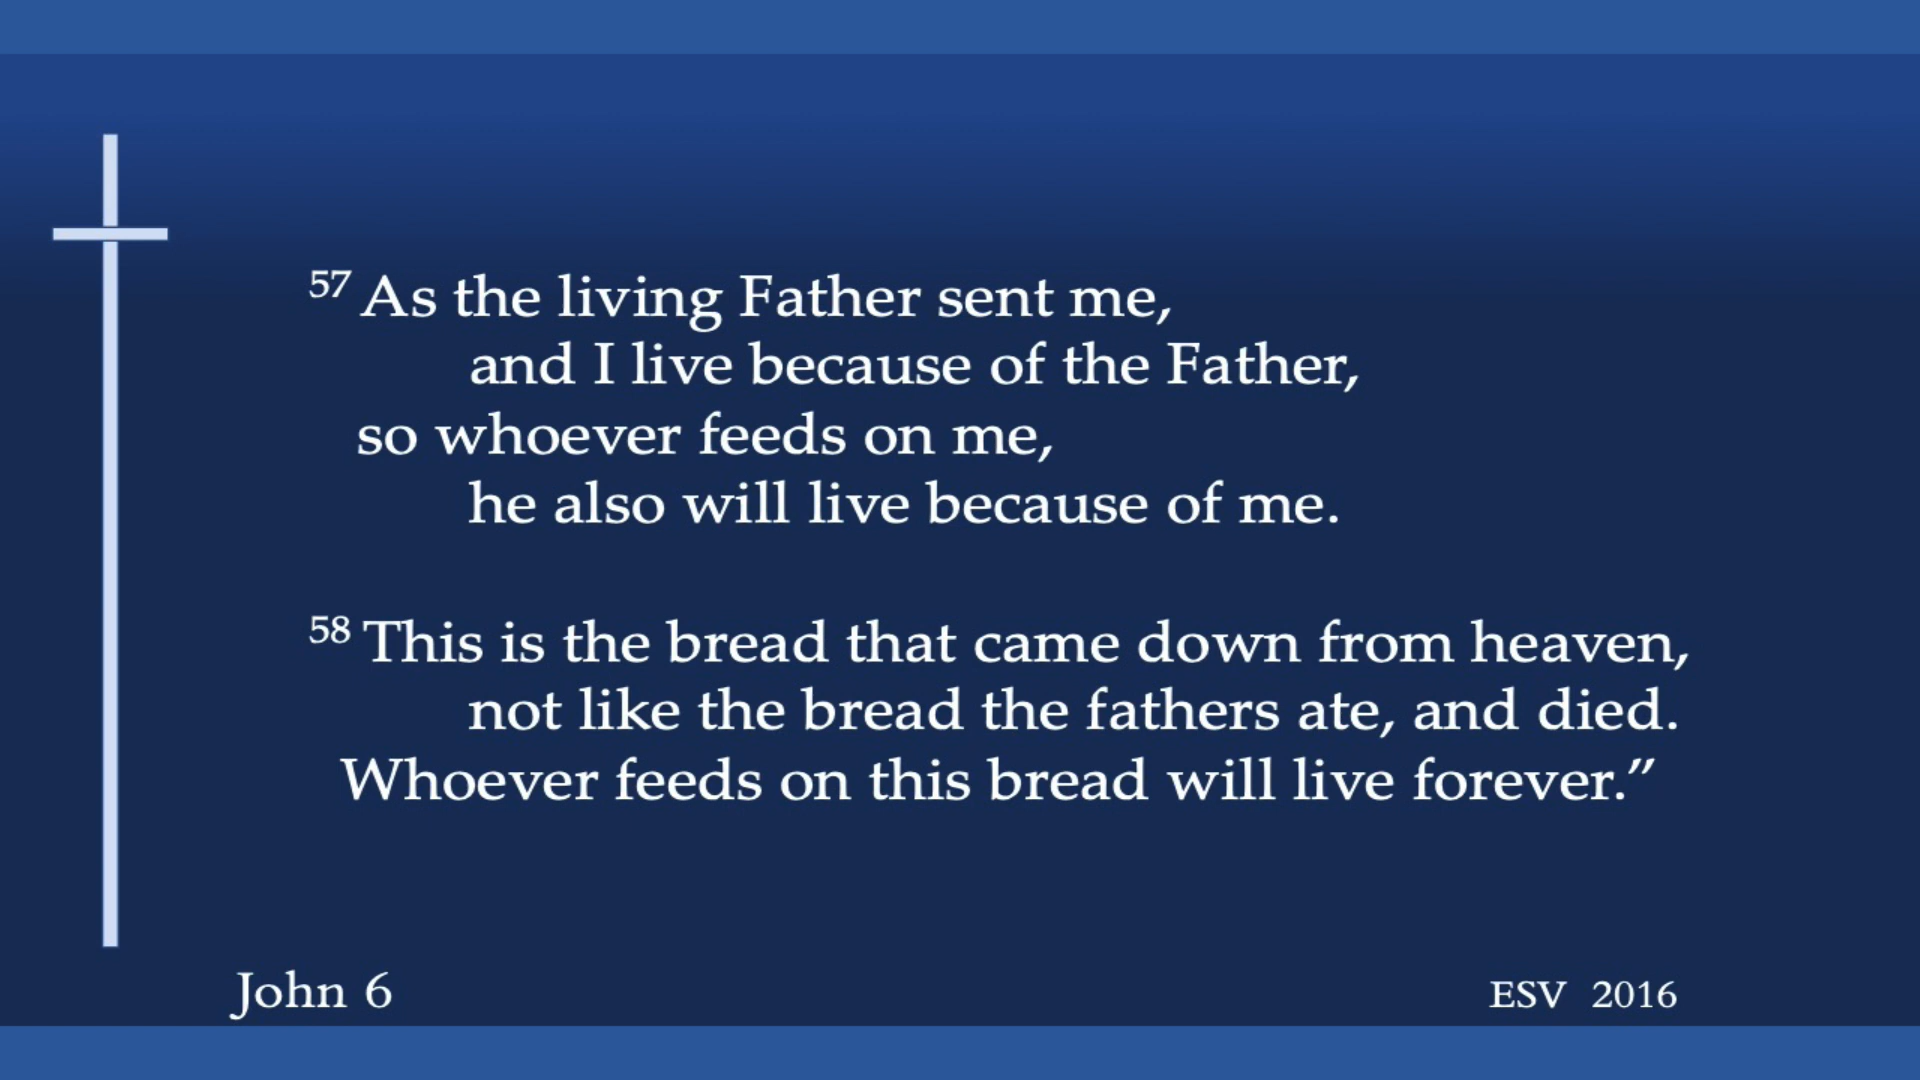 57 As the living Father sent me,
and I live because of the Father,
so whoever feeds on me,
he also will live because of me.
58 This is the bread that came down from heaven,
not like the bread the fathers ate, and died.
Whoever feeds on this bread will live forever.”
John 6
ESV 2016